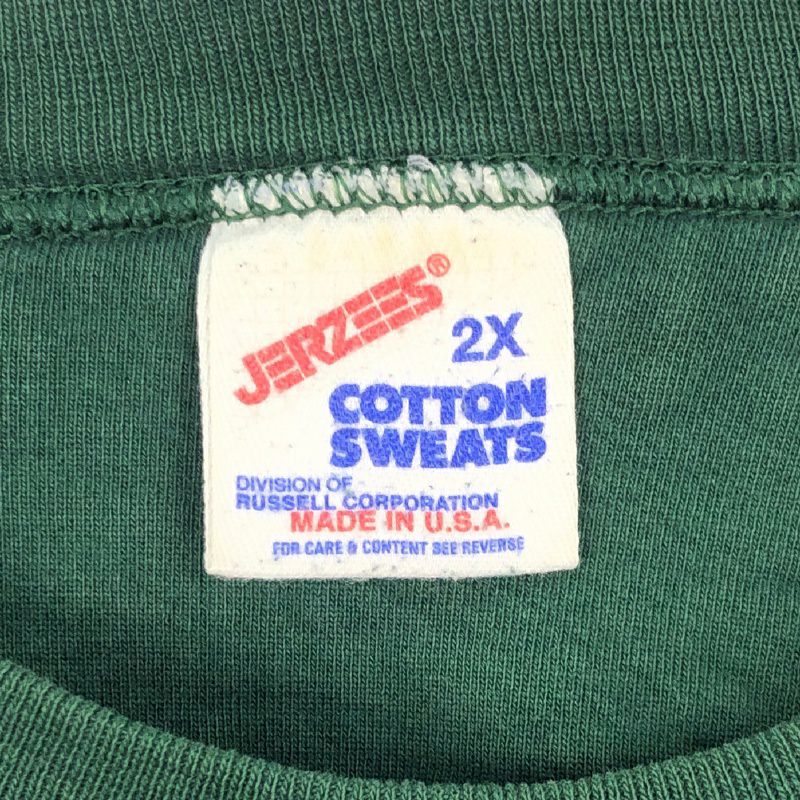 JERZEES®
2X
COTTON
SWEATS
DIVISION OF
RUSSELL CORPORATION
MADE IN U.S.A.
FOR CARE & CONTENT SEE REVERSE